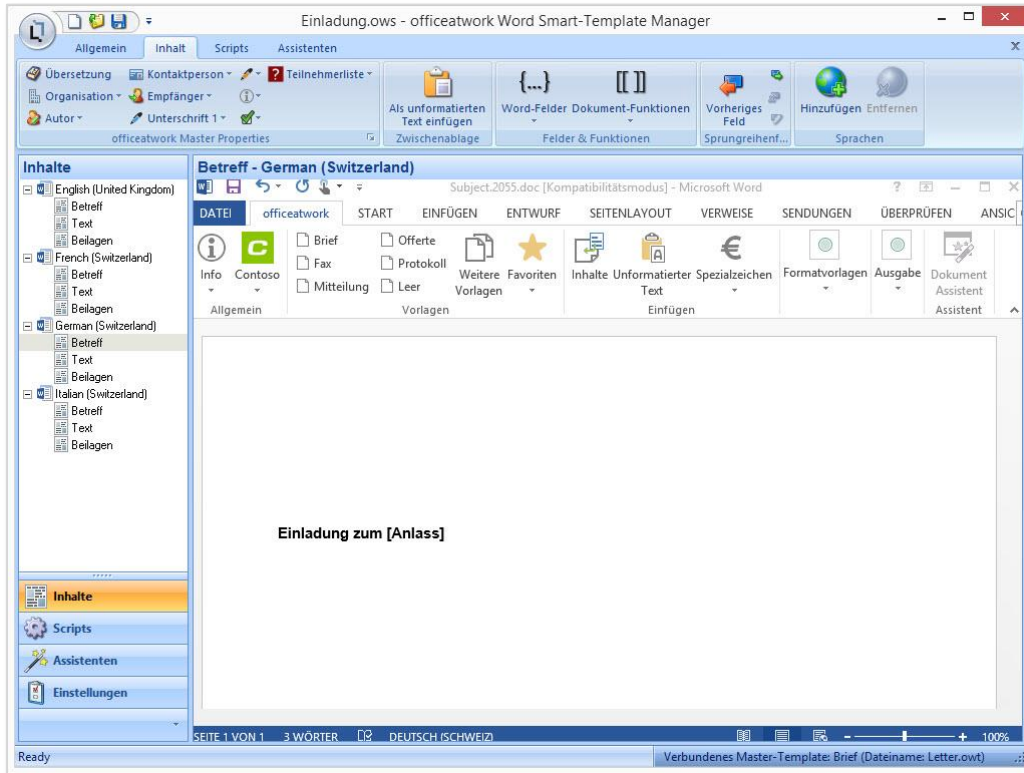 Einladung.ows - officeatwork Word Smart-Template Manager
Allgemein Inhalt Scripts Assistenten
Übersetzung Kontaktperson Teilnehmerliste
Organisation Empfänger
Autor Unterschrift 1
officeatwork Master Properties
Als unformatierten
Text einfügen
Zwischenablage
{...} [[ ]]
Word-Felder Dokument-Funktionen
Felder & Funktionen
Vorheriges
Feld
Sprungreihenf...
Hinzufügen Entfernen
Sprachen
Inhalte
English (United Kingdom)
Betreff
Text
Beilagen
French (Switzerland)
Betreff
Text
Beilagen
German (Switzerland)
Betreff
Text
Beilagen
Italian (Switzerland)
Betreff
Text
Beilagen
Inhalte
Scripts
Assistenten
Einstellungen
Betreff - German (Switzerland)
Subject.2055.doc [Kompatibilitätsmodus] - Microsoft Word
DATEI officeatwork START EINFÜGEN ENTWURF SEITENLAYOUT VERWEISE SENDUNGEN ÜBERPRÜFEN ANSIC
Info Contoso
Allgemein
Brief Offerte
Fax Protokoll
Mitteilung Leer
Weitere
Vorlagen
Favoriten
Vorlagen
Inhalte Unformatierter
Text
Spezialzeichen
Einfügen
Formatvorlagen Ausgabe
Dokument
Assistent
Assistent
Einladung zum [Anlass]
SEITE 1 VON 1 3 WÖRTER DEUTSCH (SCHWEIZ) 100%
Ready Verbundenes Master-Template: Brief (Dateiname: Letter.owt)